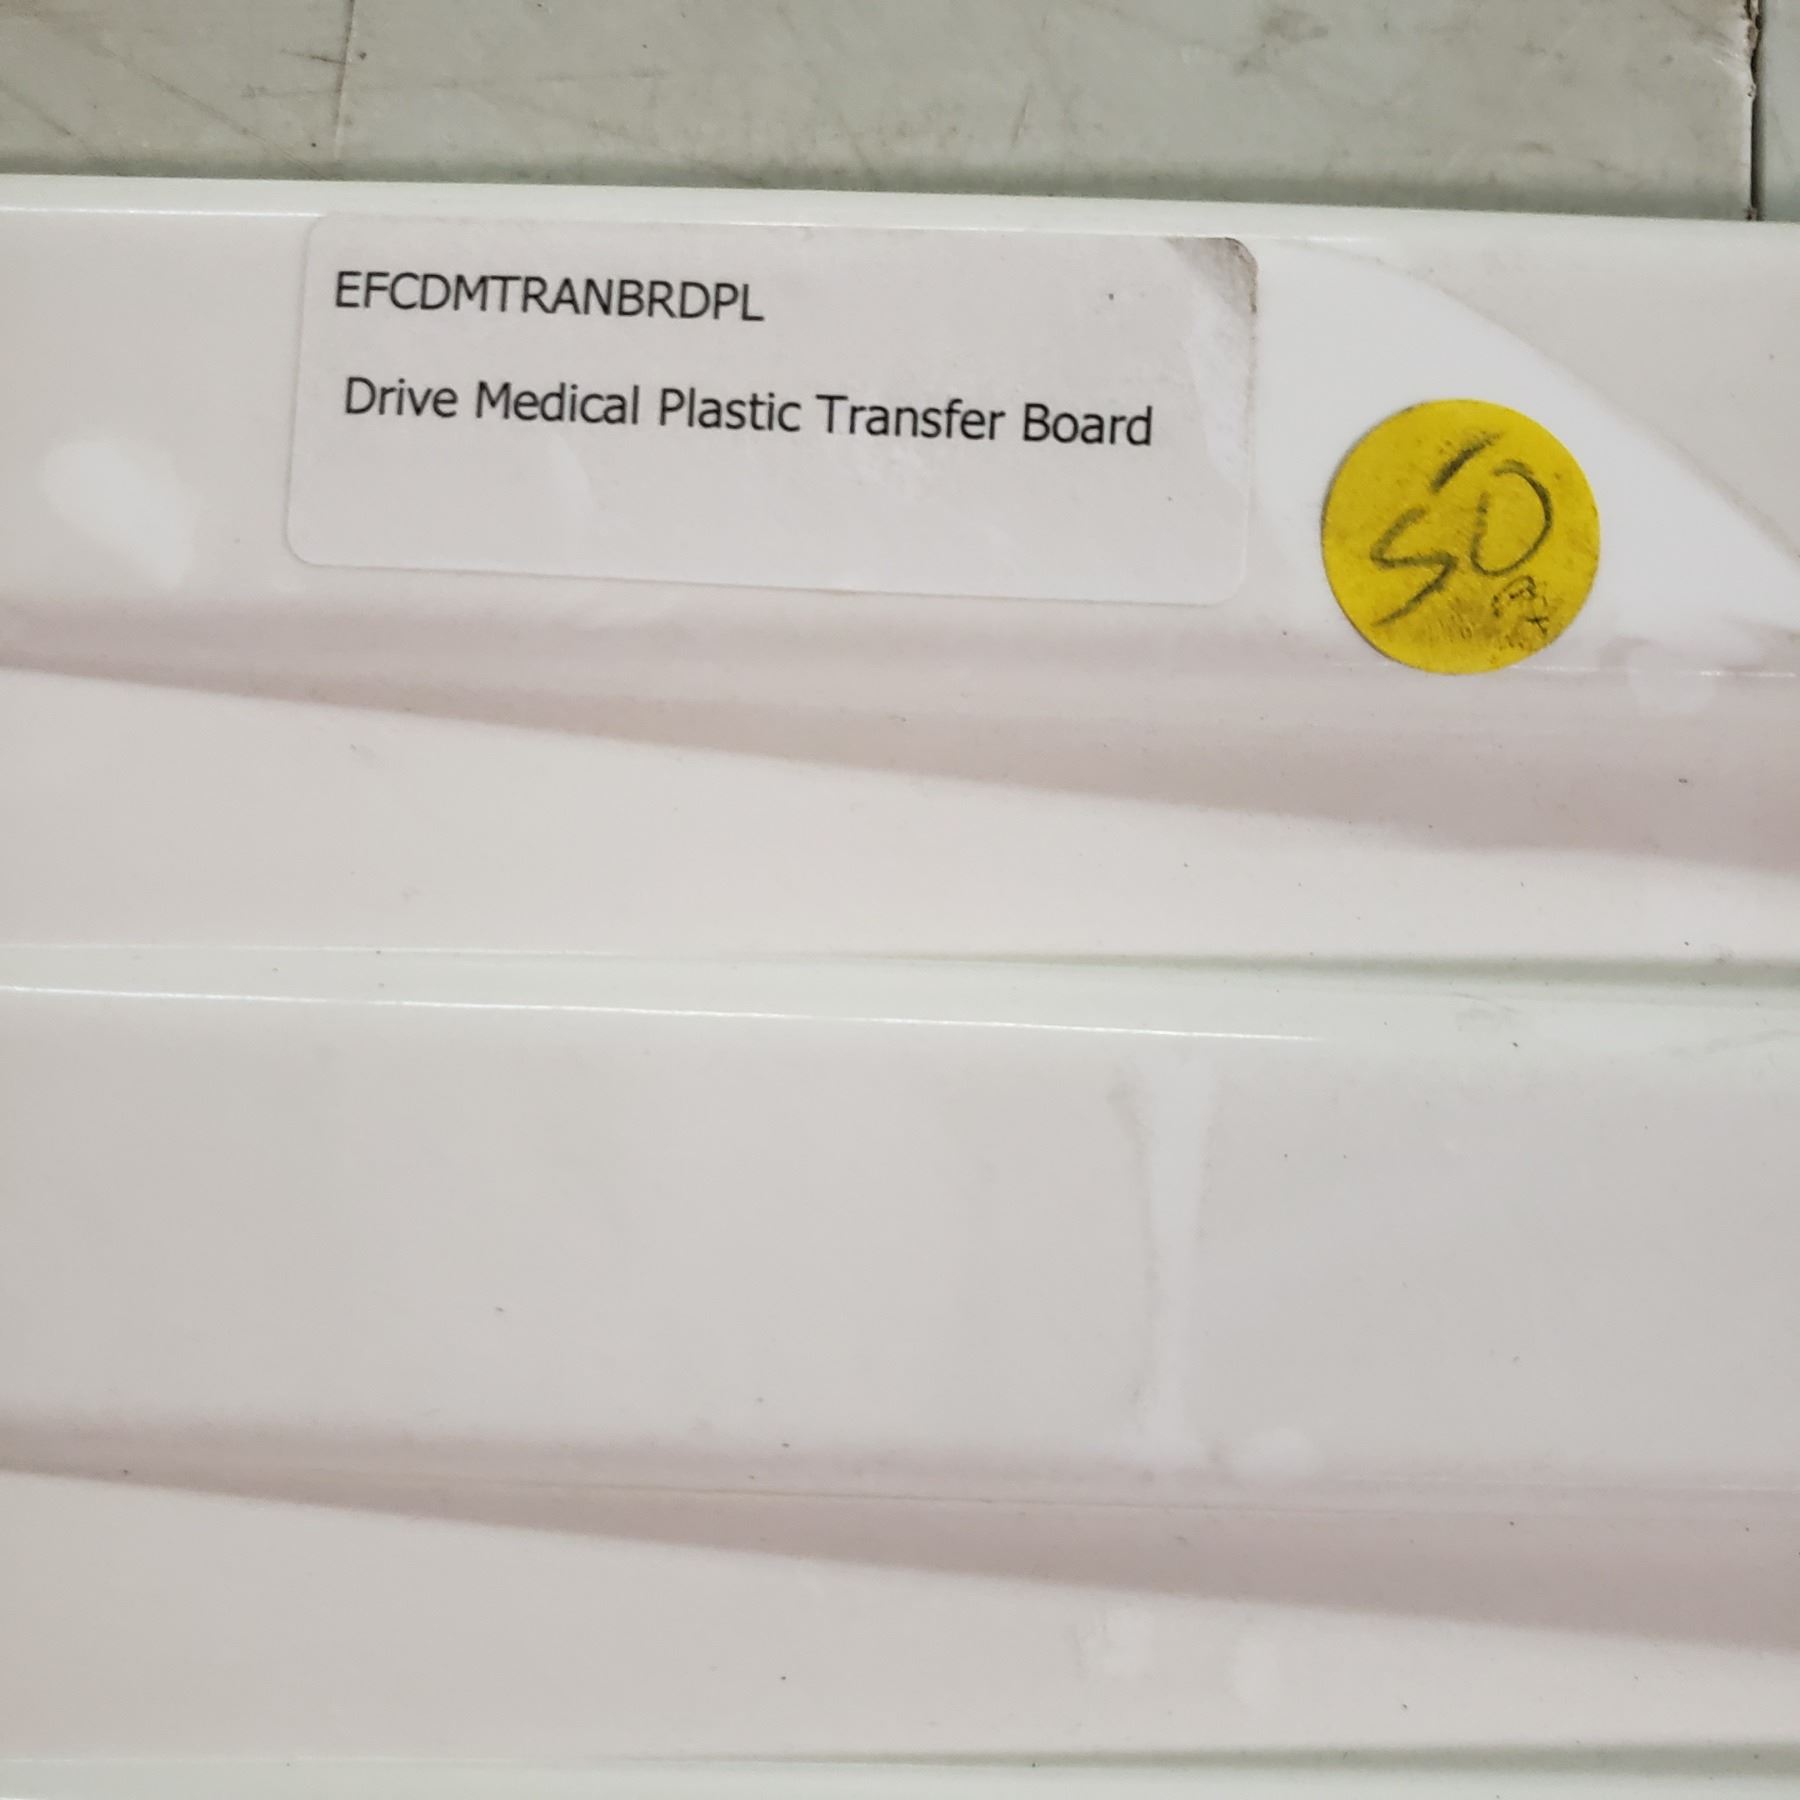 EFCDMTRANBRDPL
Drive Medical Plastic Transfer Board
50